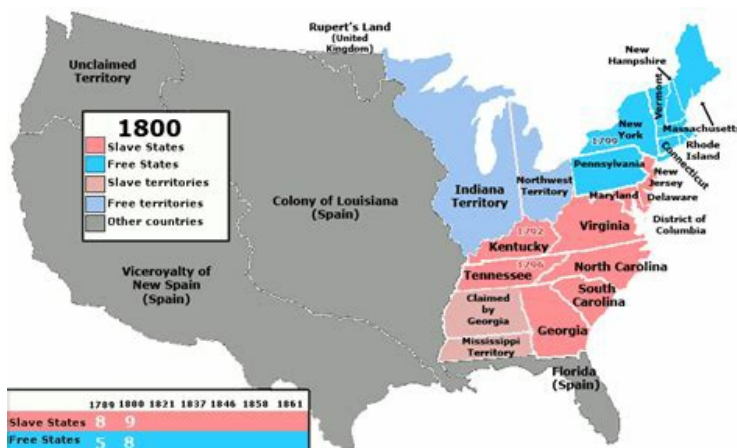 Rupert's Land
(United
Kingdom)
Unclaimed
Territory
New
Hampshire
Vermont
1800
Slave States
Free States
Slave territories
Free territories
Other countries
New
York
1799
Massachusetts
Rhode
Island
Connecticut
Pennsylvania
New
Jersey
Northwest
Territory
Indiana
Territory
Maryland
Delaware
District of
Columbia
Colony of Louisiana
(Spain)
1792
Kentucky
Virginia
1796
Tennessee
North Carolina
Viceroyalty of
New Spain
(Spain)
South
Carolina
Claimed
by
Georgia
Georgia
Mississippi
Territory
Florida
(Spain)
1789 1800 1821 1837 1846 1858 1861
Slave States 8 9
Free States 5 8